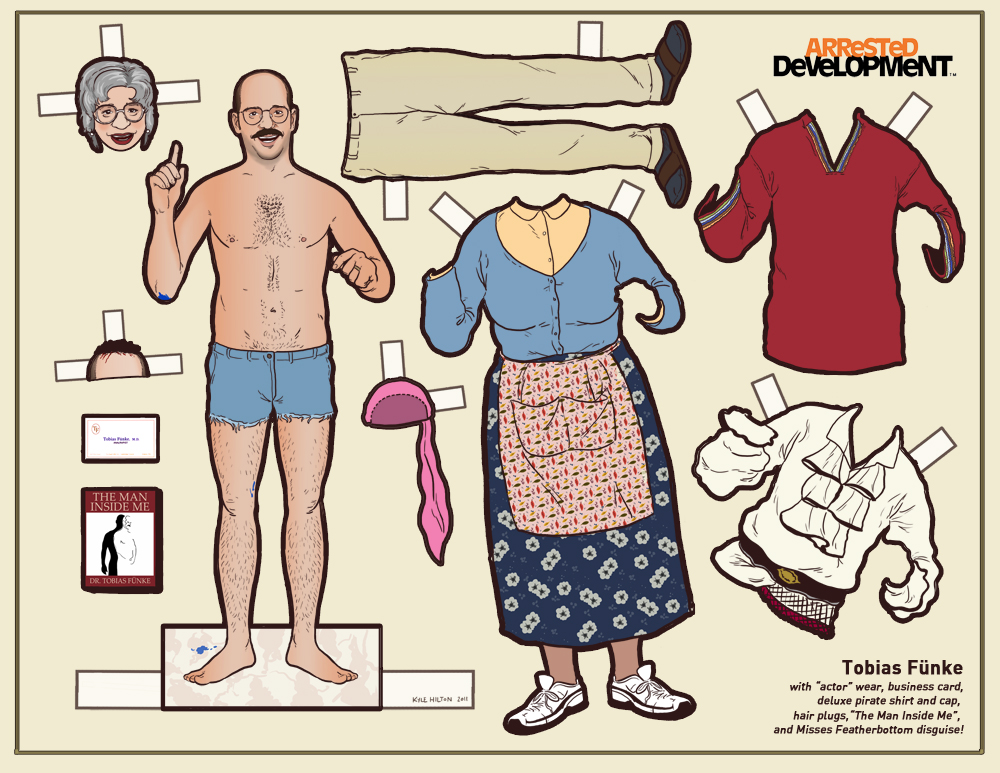 ARReSTeD
DeVeLOPMeNT™
Tobias Fünke M.D.
THE MAN
INSIDE ME
DR. TOBIAS FÜNKE
KYLE HILTON 2011
Tobias Fünke
with “actor” wear, business card,
deluxe pirate shirt and cap,
hair plugs,“The Man Inside Me”,
and Misses Featherbottom disguise!